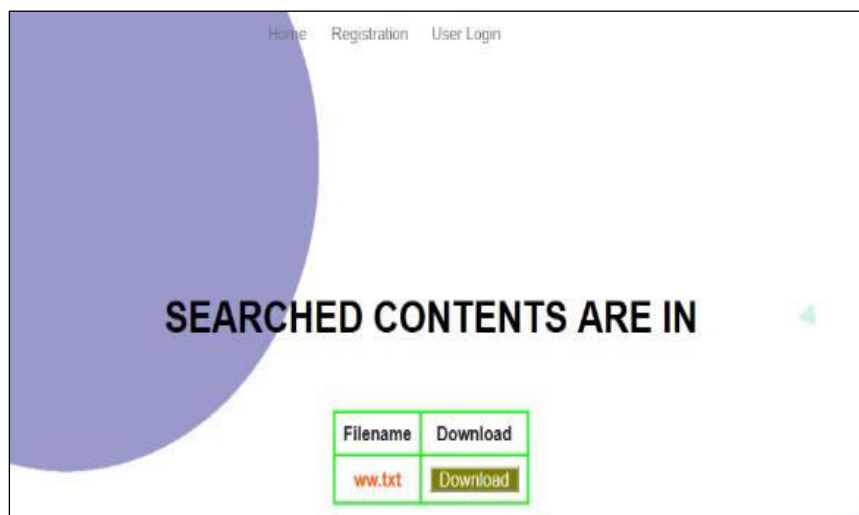 Home Registration User Login
SEARCHED CONTENTS ARE IN
Filename Download
ww.txt Download